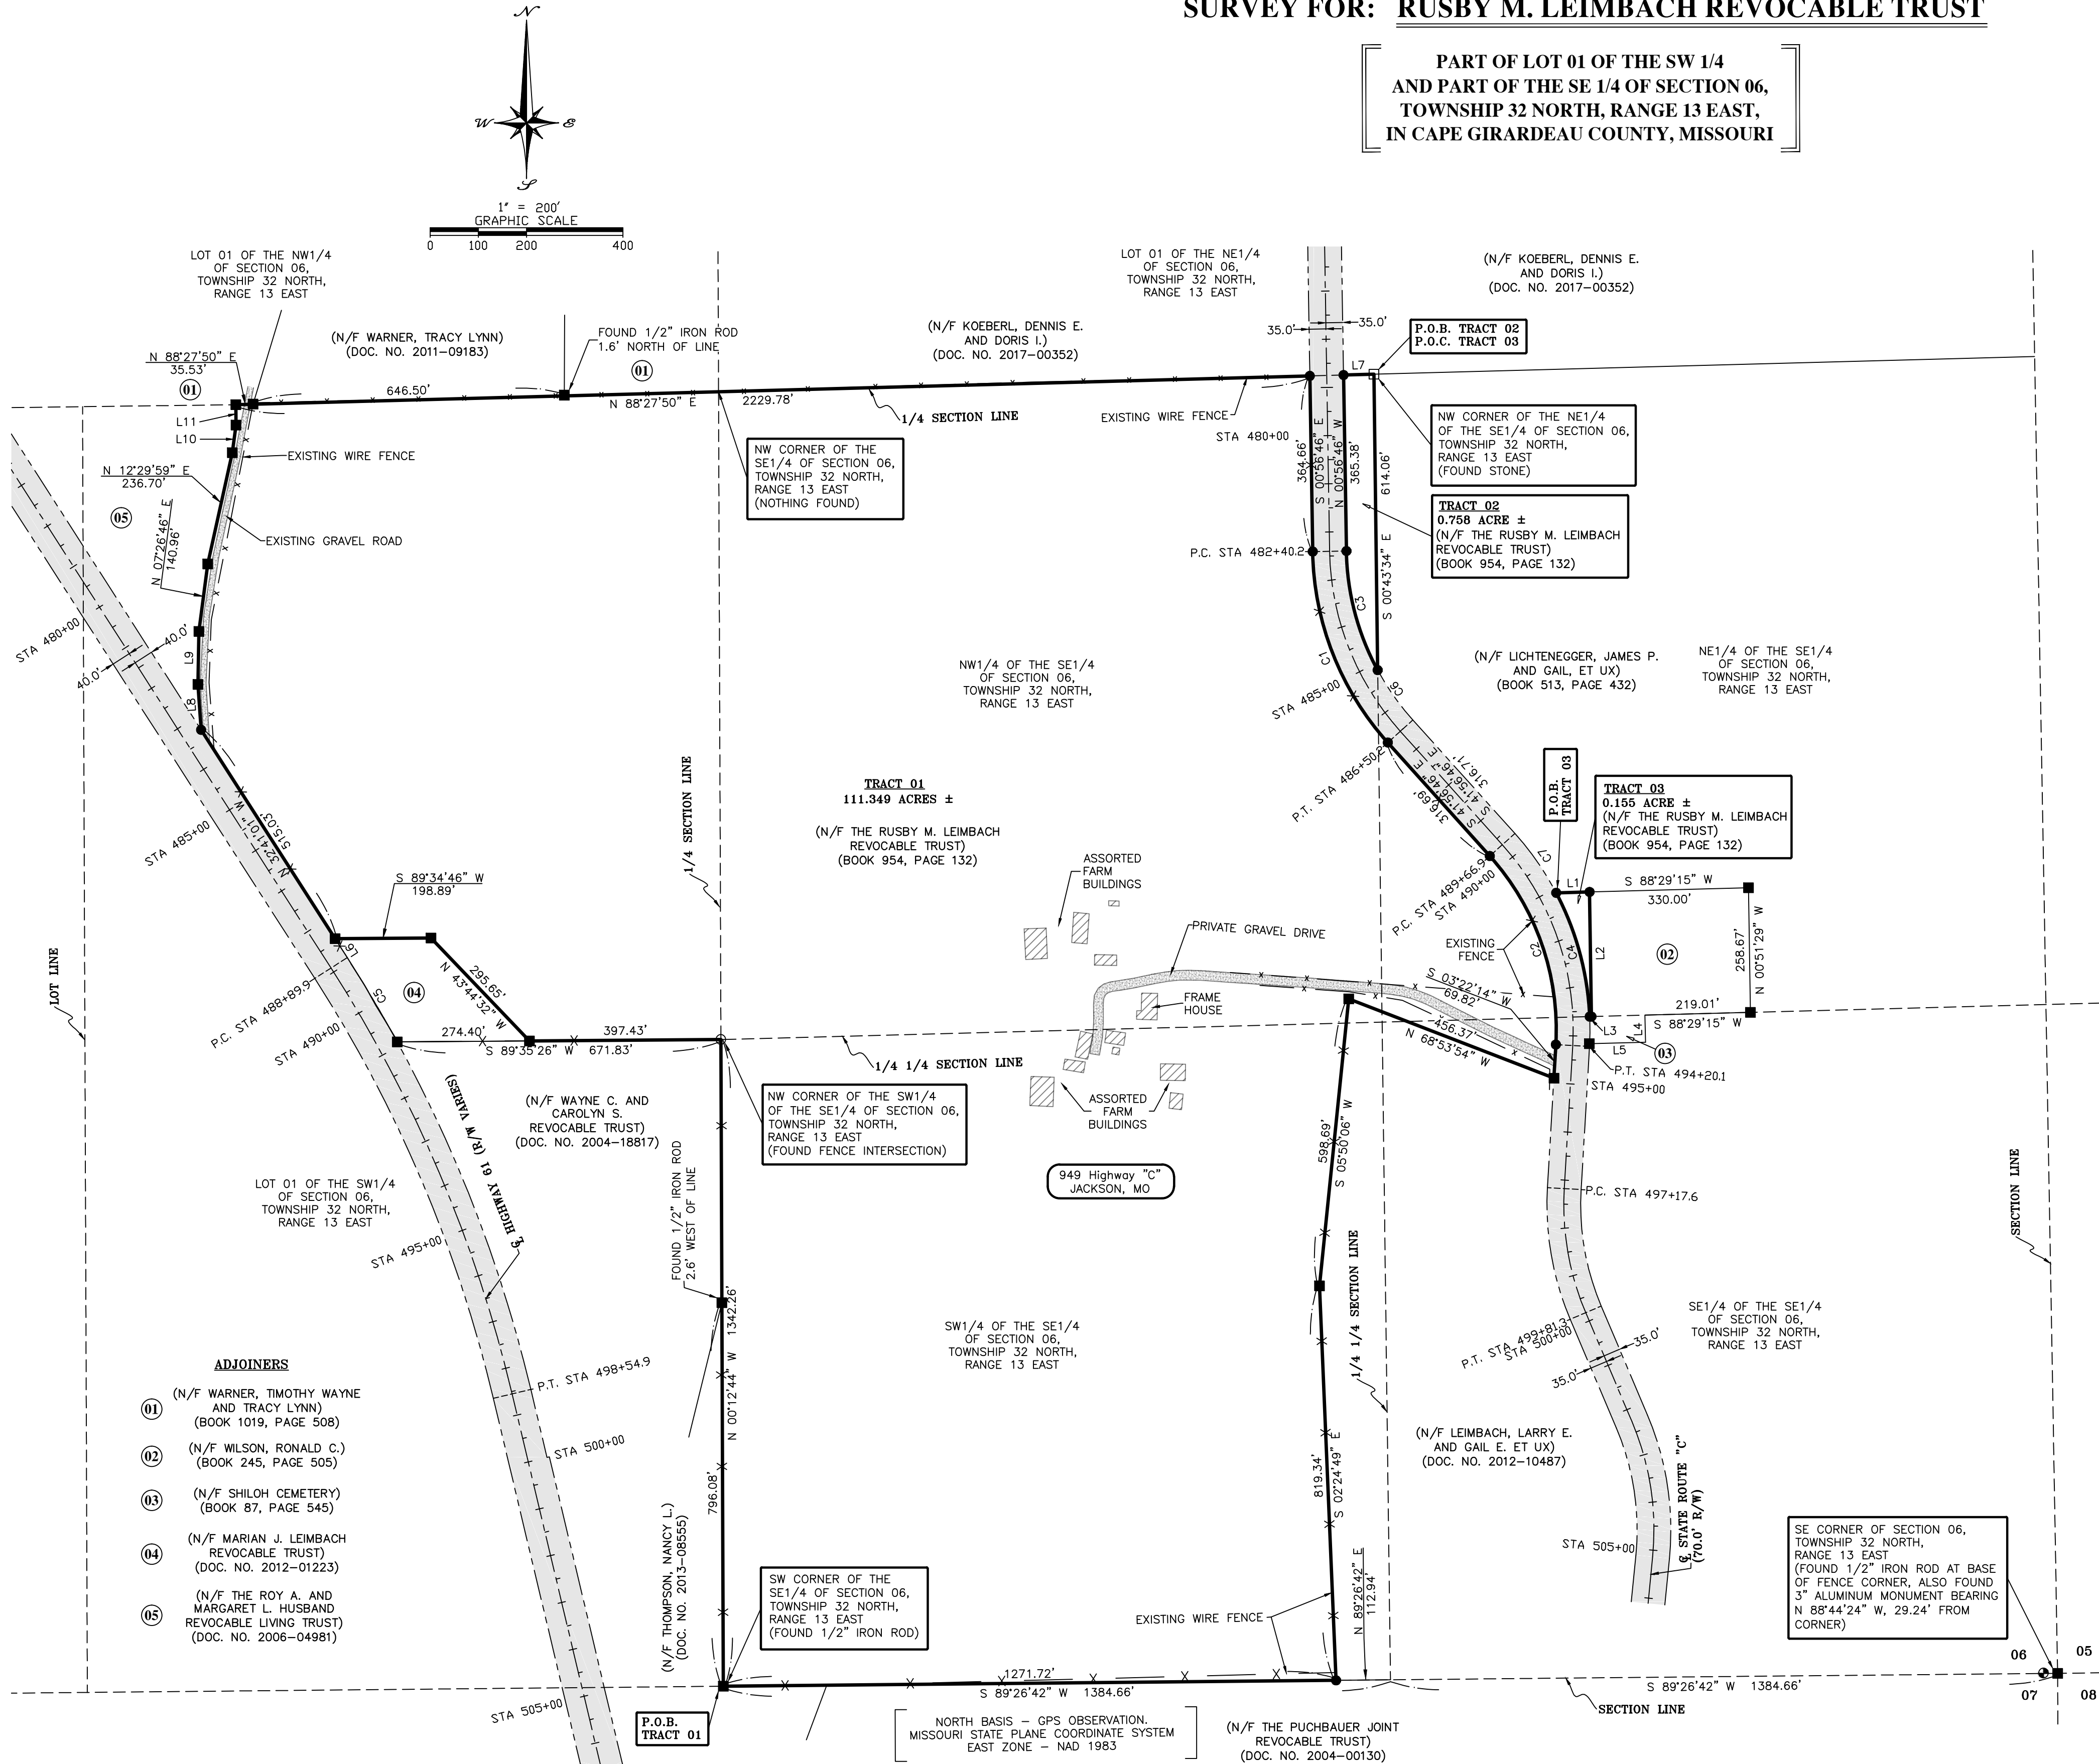 SURVEY FOR: RUSBY M. LEIMBACH REVOCABLE TRUST
PART OF LOT 01 OF THE SW 1/4
AND PART OF THE SE 1/4 OF SECTION 06,
TOWNSHIP 32 NORTH, RANGE 13 EAST,
IN CAPE GIRARDEAU COUNTY, MISSOURI
N
W
E
S
1" = 200'
GRAPHIC SCALE
0 100 200 400
LOT 01 OF THE NW1/4
OF SECTION 06,
TOWNSHIP 32 NORTH,
RANGE 13 EAST
(N/F WARNER, TRACY LYNN)
(DOC. NO. 2011-09183)
FOUND 1/2" IRON ROD
1.6' NORTH OF LINE
01
(N/F KOEBERL, DENNIS E.
AND DORIS I.)
(DOC. NO. 2017-00352)
LOT 01 OF THE NE1/4
OF SECTION 06,
TOWNSHIP 32 NORTH,
RANGE 13 EAST
(N/F KOEBERL, DENNIS E.
AND DORIS I.)
(DOC. NO. 2017-00352)
35.0'
35.0'
P.O.B. TRACT 02
P.O.C. TRACT 03
L7
N 88°27'50" E
35.53'
01
646.50'
N 88°27'50" E 2229.78'
1/4 SECTION LINE
EXISTING WIRE FENCE
STA 480+00
L11
L10
EXISTING WIRE FENCE
N 12°29'59" E
236.70'
05
N 07°26'46" E
140.96'
EXISTING GRAVEL ROAD
NW CORNER OF THE
SE1/4 OF SECTION 06,
TOWNSHIP 32 NORTH,
RANGE 13 EAST
(NOTHING FOUND)
364.66'
S 00°56'46" E
N 00°56'46" W
365.38'
614.06'
S 00°43'34" E
NW CORNER OF THE NE1/4
OF THE SE1/4 OF SECTION 06,
TOWNSHIP 32 NORTH,
RANGE 13 EAST
(FOUND STONE)
TRACT 02
0.758 ACRE ±
(N/F THE RUSBY M. LEIMBACH
REVOCABLE TRUST)
(BOOK 954, PAGE 132)
P.C. STA 482+40.2
C3
C1
C6
STA 480+00
40.0'
40.0'
L9
L8
NW1/4 OF THE SE1/4
OF SECTION 06,
TOWNSHIP 32 NORTH,
RANGE 13 EAST
(N/F LICHTENEGGER, JAMES P.
AND GAIL, ET UX)
(BOOK 513, PAGE 432)
NE1/4 OF THE SE1/4
OF SECTION 06,
TOWNSHIP 32 NORTH,
RANGE 13 EAST
STA 485+00
P.T. STA 486+50.2
S 41°56'46" E
316.71'
S 41°56'46" E
316.69'
1/4 SECTION LINE
TRACT 01
111.349 ACRES ±
(N/F THE RUSBY M. LEIMBACH
REVOCABLE TRUST)
(BOOK 954, PAGE 132)
P.O.B.
TRACT 03
TRACT 03
0.155 ACRE ±
(N/F THE RUSBY M. LEIMBACH
REVOCABLE TRUST)
(BOOK 954, PAGE 132)
STA 485+00
N 32°41'01" W
515.03'
S 89°34'46" W
198.89'
ASSORTED
FARM
BUILDINGS
P.C. STA 489+66.9
STA 490+00
C7
L1
S 88°29'15" W
330.00'
PRIVATE GRAVEL DRIVE
EXISTING
FENCE
C2
C4
L2
02
258.67'
N 00°51'29" W
LOT LINE
L6
C5
P.C. STA 488+89.9
STA 490+00
04
295.65'
N 43°44'32" W
274.40'
397.43'
S 89°35'26" W 671.83'
FRAME
HOUSE
S 03°22'14" W
69.82'
456.37'
N 68°53'54" W
219.01'
S 88°29'15" W
L3
L4
L5
03
P.T. STA 494+20.1
STA 495+00
1/4 1/4 SECTION LINE
NW CORNER OF THE SW1/4
OF THE SE1/4 OF SECTION 06,
TOWNSHIP 32 NORTH,
RANGE 13 EAST
(FOUND FENCE INTERSECTION)
ASSORTED
FARM
BUILDINGS
(N/F WAYNE C. AND
CAROLYN S.
REVOCABLE TRUST)
(DOC. NO. 2004-18817)
℄ HIGHWAY 61 (R/W VARIES)
LOT 01 OF THE SW1/4
OF SECTION 06,
TOWNSHIP 32 NORTH,
RANGE 13 EAST
STA 495+00
FOUND 1/2" IRON ROD
2.6' WEST OF LINE
949 Highway "C"
JACKSON, MO
598.69'
S 05°50'06" W
P.C. STA 497+17.6
SECTION LINE
1/4 1/4 SECTION LINE
N 00°12'44" W 1342.26'
SW1/4 OF THE SE1/4
OF SECTION 06,
TOWNSHIP 32 NORTH,
RANGE 13 EAST
SE1/4 OF THE SE1/4
OF SECTION 06,
TOWNSHIP 32 NORTH,
RANGE 13 EAST
P.T. STA 499+81.3
STA 500+00
35.0'
35.0'
P.T. STA 498+54.9
STA 500+00
ADJOINERS
01
(N/F WARNER, TIMOTHY WAYNE
AND TRACY LYNN)
(BOOK 1019, PAGE 508)
02
(N/F WILSON, RONALD C.)
(BOOK 245, PAGE 505)
03
(N/F SHILOH CEMETERY)
(BOOK 87, PAGE 545)
04
(N/F MARIAN J. LEIMBACH
REVOCABLE TRUST)
(DOC. NO. 2012-01223)
05
(N/F THE ROY A. AND
MARGARET L. HUSBAND
REVOCABLE LIVING TRUST)
(DOC. NO. 2006-04981)
796.08'
(N/F THOMPSON, NANCY L.)
(DOC. NO. 2013-08555)
819.34'
S 02°24'49" E
(N/F LEIMBACH, LARRY E.
AND GAIL E. ET UX)
(DOC. NO. 2012-10487)
℄ STATE ROUTE "C"
(70.0' R/W)
STA 505+00
SW CORNER OF THE
SE1/4 OF SECTION 06,
TOWNSHIP 32 NORTH,
RANGE 13 EAST
(FOUND 1/2" IRON ROD)
EXISTING WIRE FENCE
N 89°26'42" E
112.94'
SE CORNER OF SECTION 06,
TOWNSHIP 32 NORTH,
RANGE 13 EAST
(FOUND 1/2" IRON ROD AT BASE
OF FENCE CORNER, ALSO FOUND
3" ALUMINUM MONUMENT BEARING
N 88°44'24" W, 29.24' FROM
CORNER)
06
05
07
08
1271.72'
S 89°26'42" W 1384.66'
S 89°26'42" W 1384.66'
SECTION LINE
STA 505+00
P.O.B.
TRACT 01
NORTH BASIS - GPS OBSERVATION.
MISSOURI STATE PLANE COORDINATE SYSTEM
EAST ZONE - NAD 1983
(N/F THE PUCHBAUER JOINT
REVOCABLE TRUST)
(DOC. NO. 2004-00130)